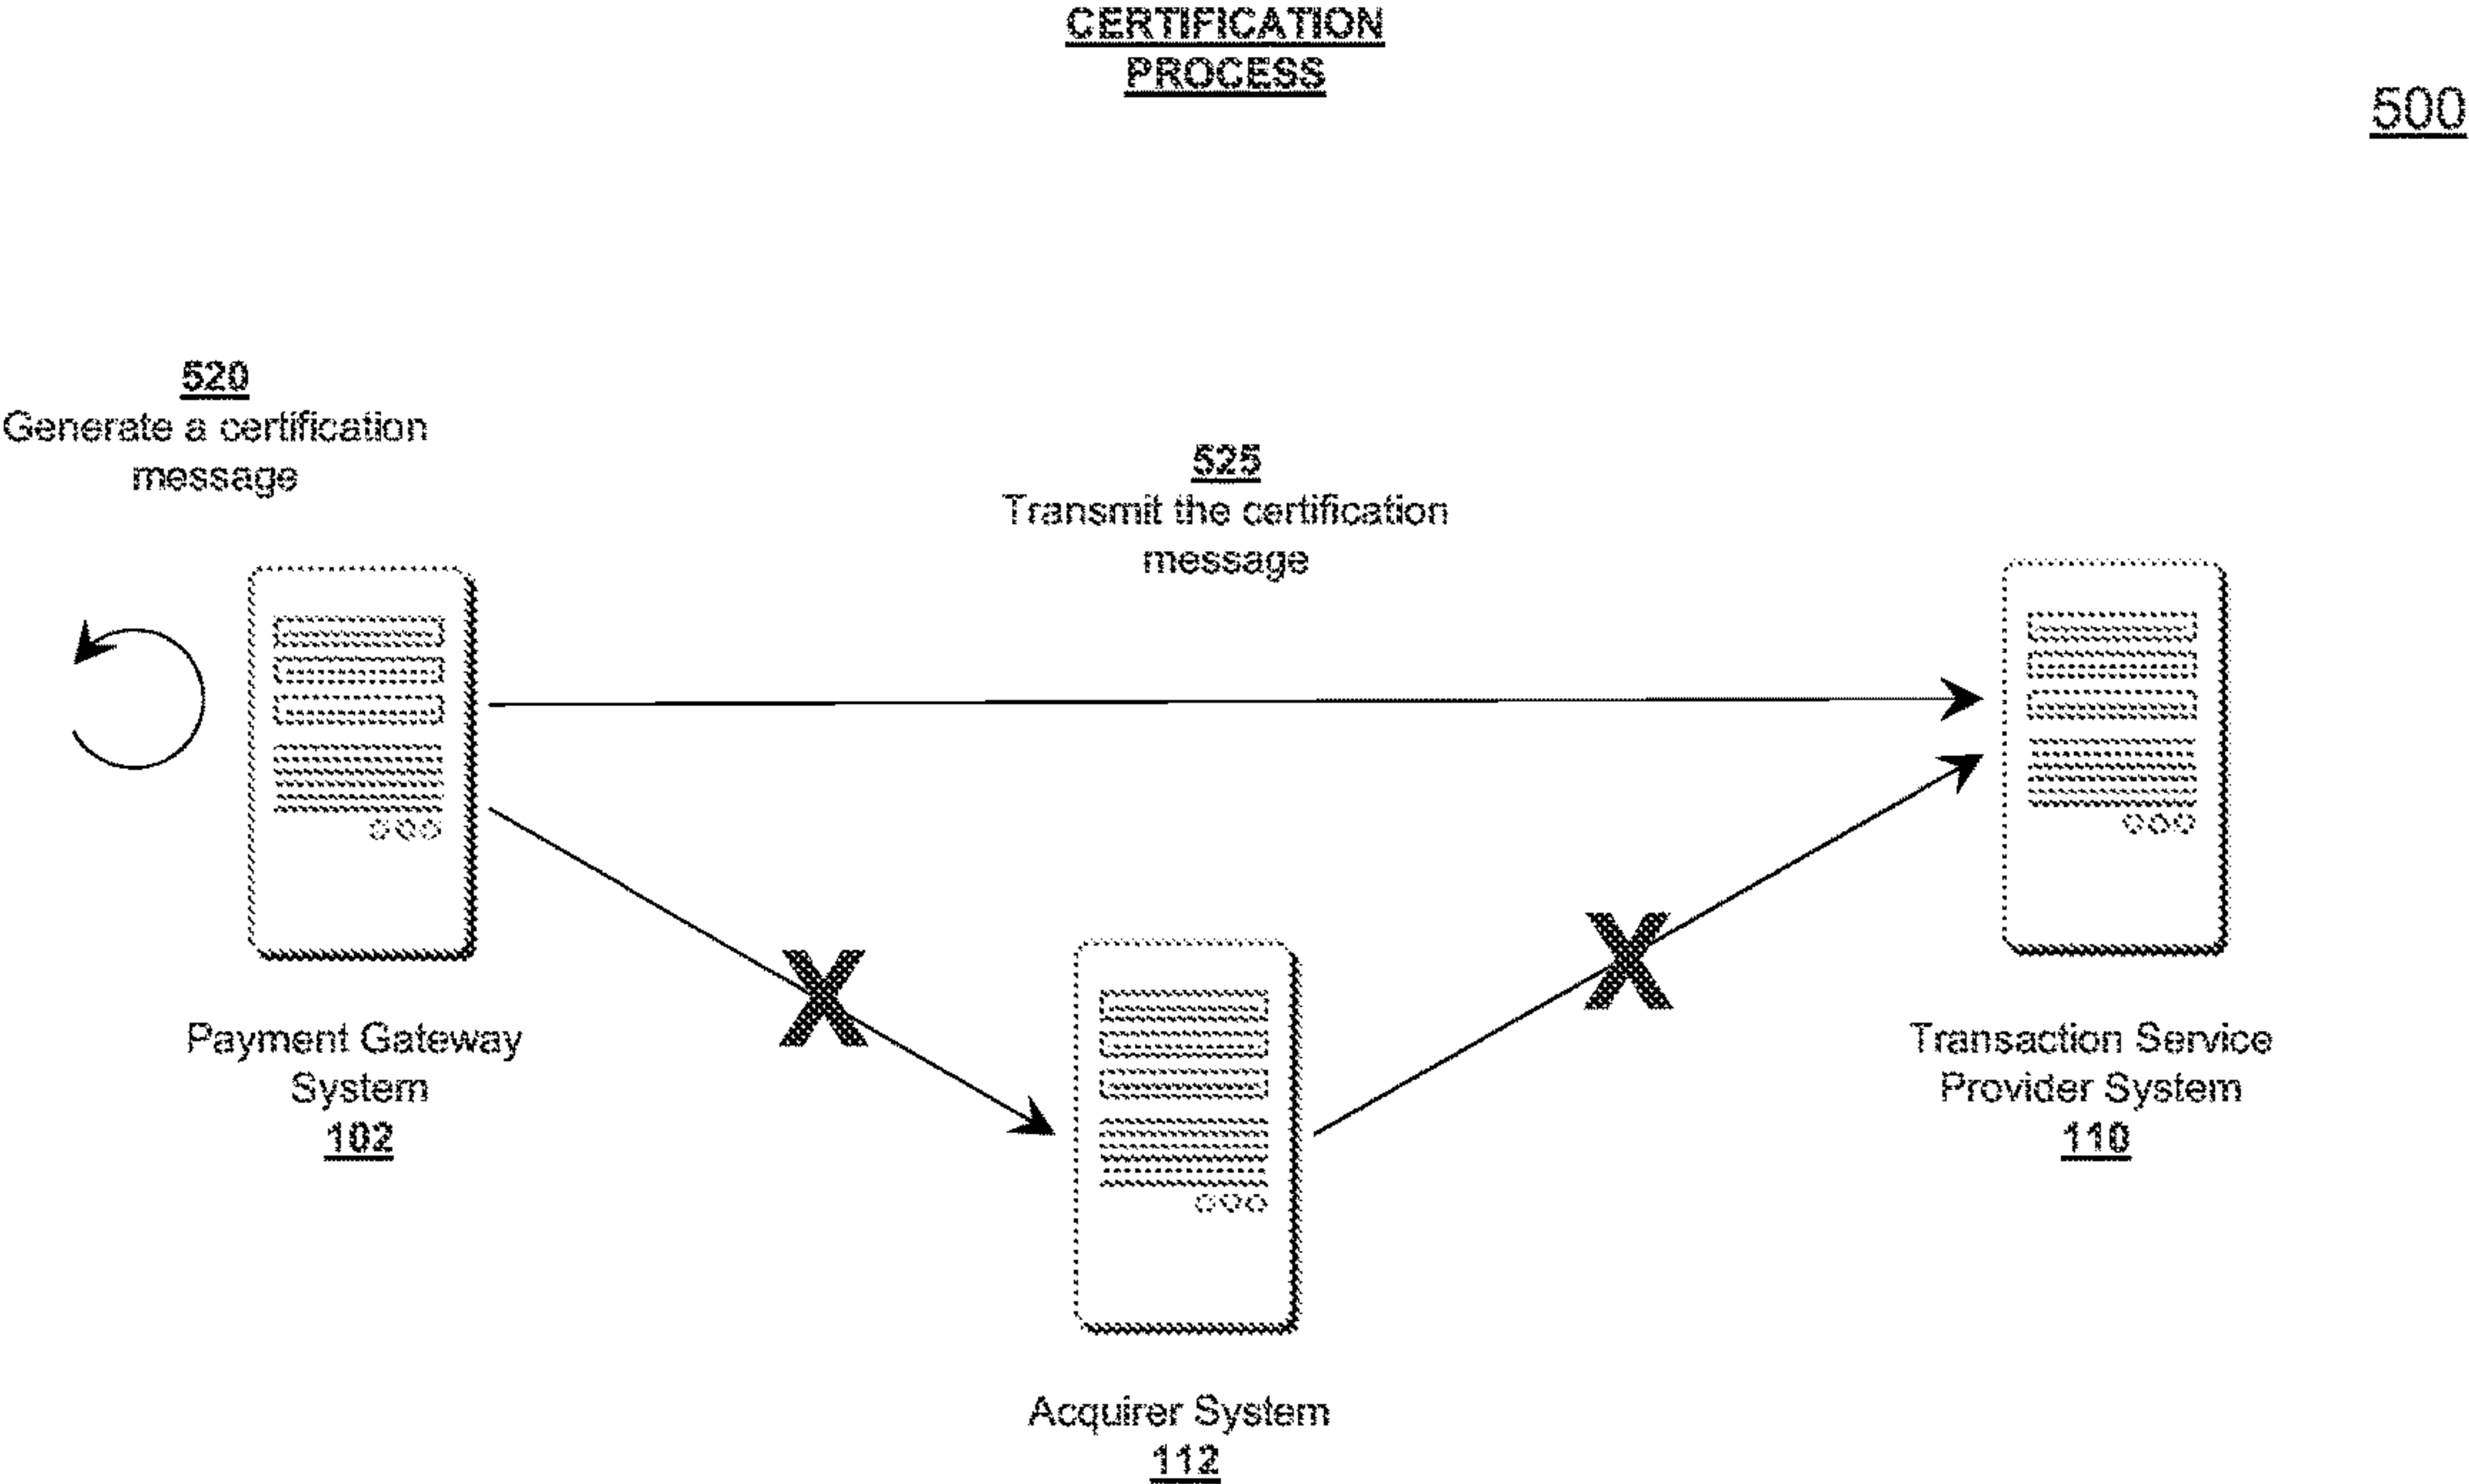 CERTIFICATION
PROCESS
500
520
Generate a certification
message
525
Transmit the certification
message
Payment Gateway
System
102
Transaction Service
Provider System
110
Acquirer System
112